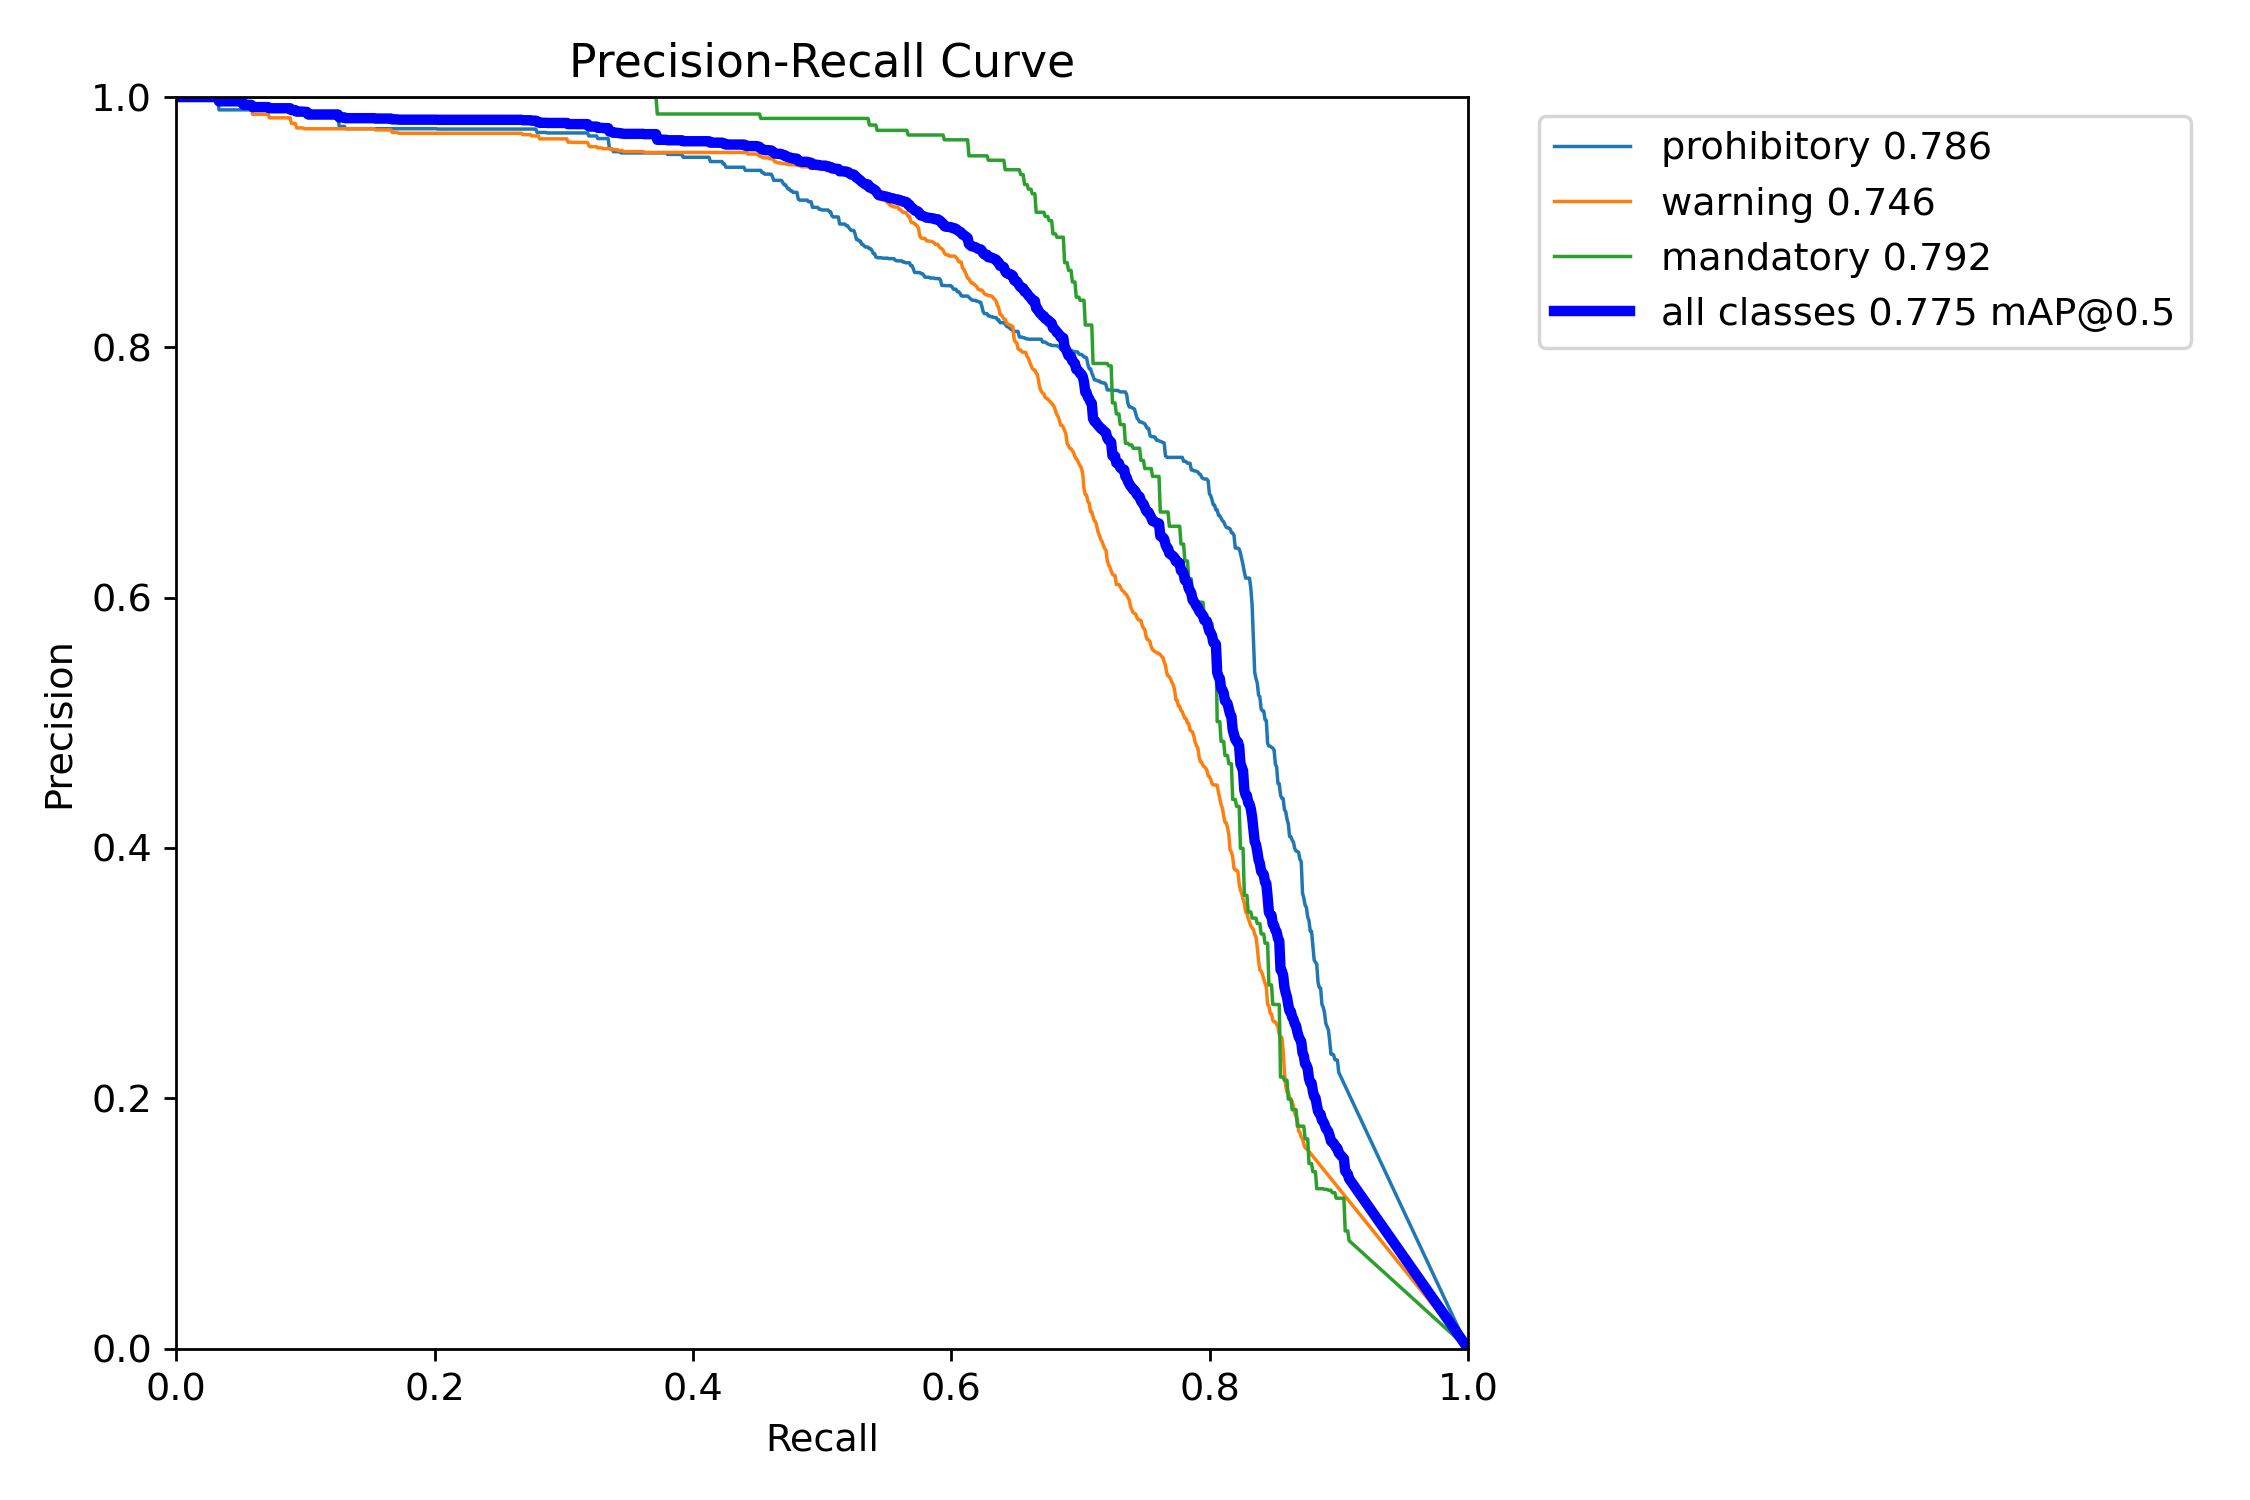 Precision-Recall Curve
1.0
0.8
0.6
0.4
0.2
0.0
Precision
0.0 0.2 0.4 0.6 0.8 1.0
Recall
prohibitory 0.786
warning 0.746
mandatory 0.792
all classes 0.775 mAP@0.5